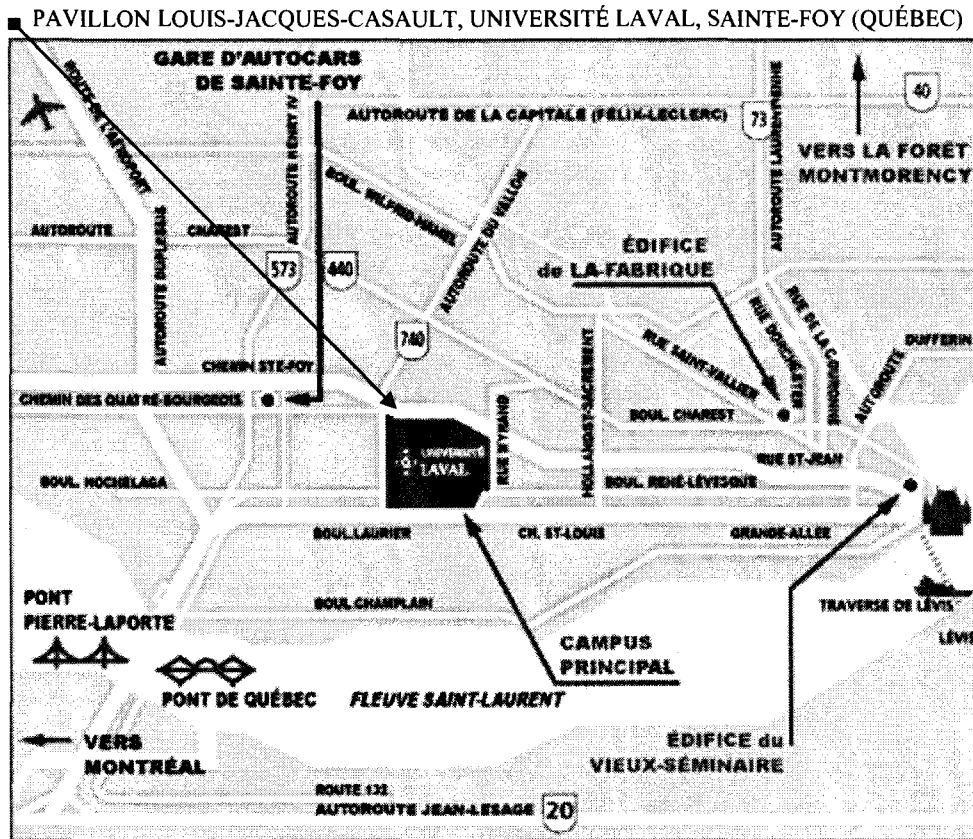 PAVILLON LOUIS-JACQUES-CASAULT, UNIVERSITÉ LAVAL, SAINTE-FOY (QUÉBEC)
GARE D'AUTOCARS
DE SAINTE-FOY
ROUTE DE L'AÉROPORT
AUTOROUTE HENRY IV
AUTOROUTE DE LA CAPITALE (FÉLIX-LECLERC)
73
AUTOROUTE LAURENTIENNE
40
VERS LA FORÊT
MONTMORENCY
BOUL. WILFRID-HAMEL
AUTOROUTE DU VALLON
AUTOROUTE CHAREST
AUTOROUTE DUPLESSIS
573
440
740
ÉDIFICE
de LA-FABRIQUE
RUE SAINT-VALLIER
RUE DORCHESTER
RUE DE LA COURONNE
AUTOROUTE
DUFFERIN
CHEMIN STE-FOY
CHEMIN DES QUATRE-BOURGEOIS
UNIVERSITÉ
LAVAL
RUE MYRAND
HOLLAND ST-SACREMENT
BOUL. CHAREST
RUE ST-JEAN
BOUL. HOCHELAGA
BOUL. RENÉ-LÉVESQUE
BOUL. LAURIER
CH. ST-LOUIS
GRANDE-ALLEE
BOUL. CHAMPLAIN
TRAVERSE DE LÉVIS
LÉVIS
PONT
PIERRE-LAPORTE
PONT DE QUÉBEC
FLEUVE SAINT-LAURENT
CAMPUS
PRINCIPAL
VERS
MONTRÉAL
ÉDIFICE du
VIEUX-SÉMINAIRE
ROUTE 132
AUTOROUTE JEAN-LESAGE
20